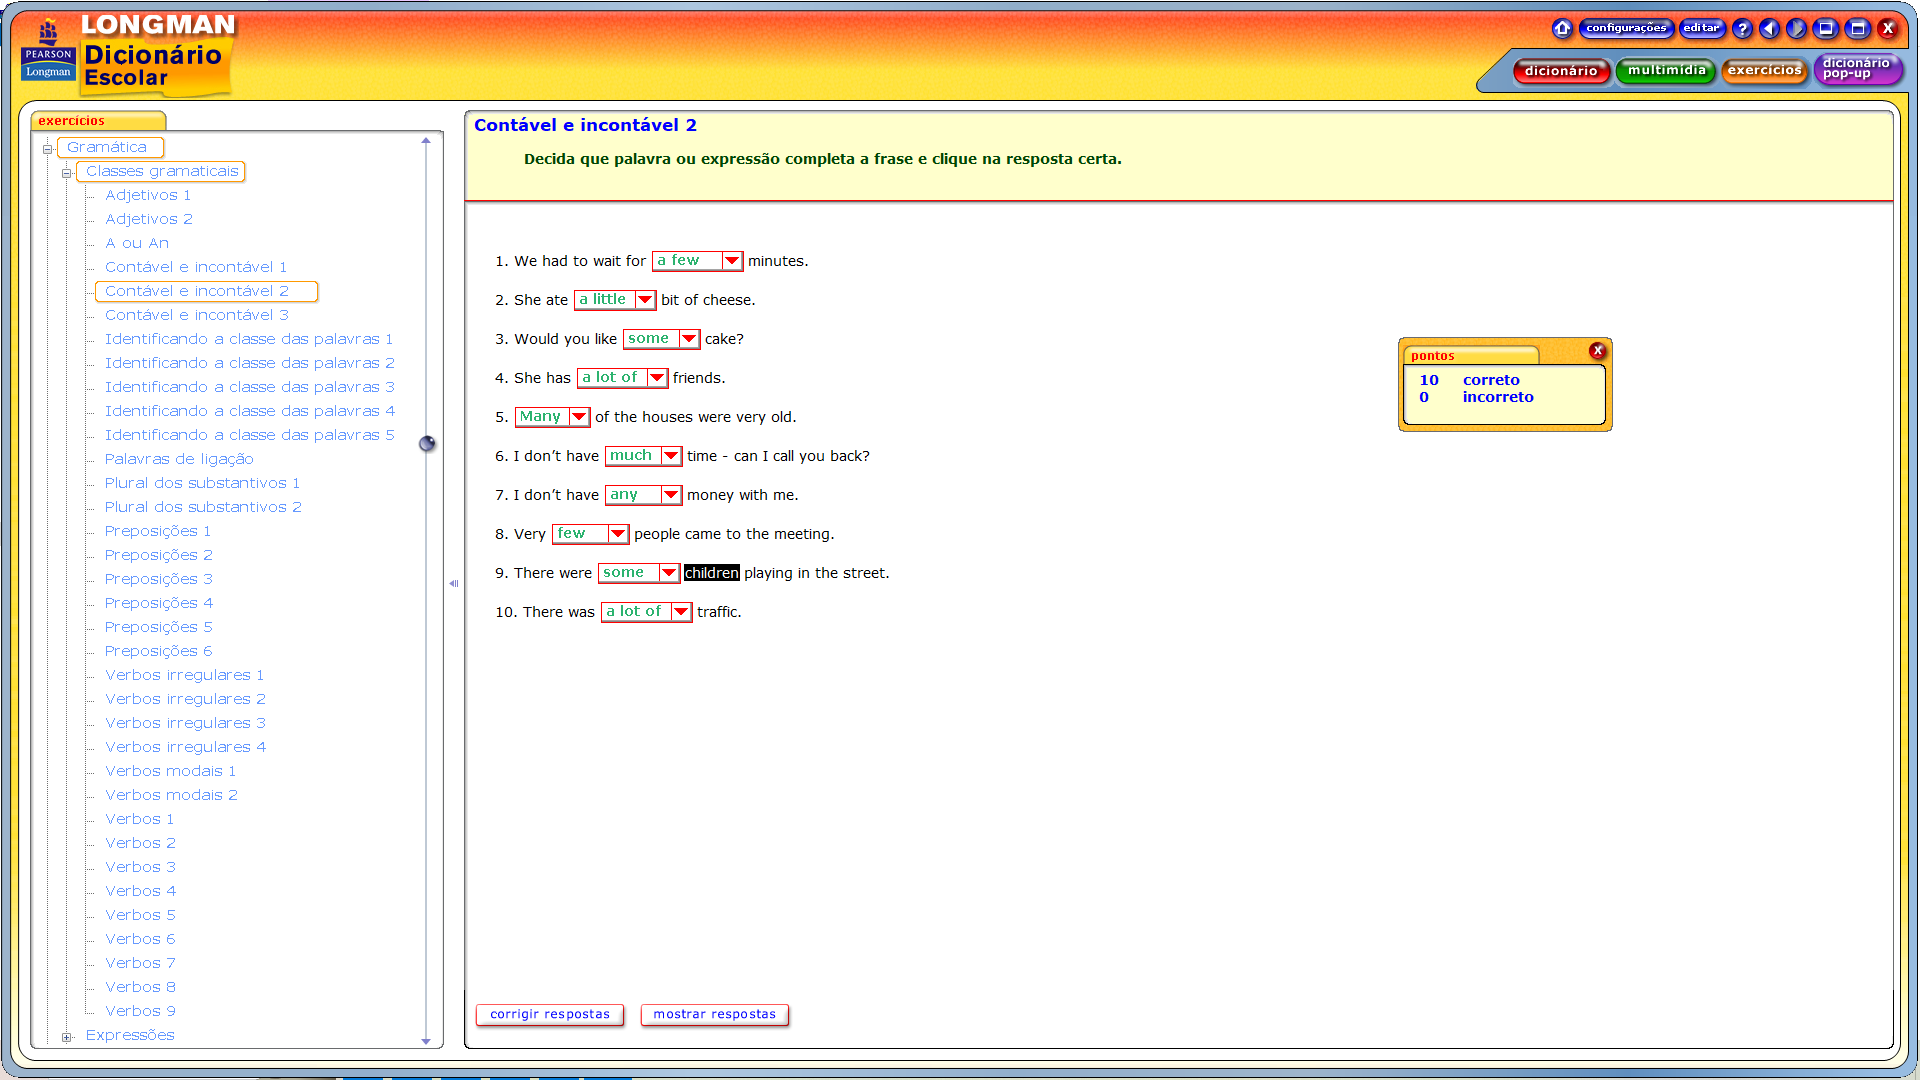 LONGMAN
Dicionário
Escolar
PEARSON
Longman
configurações
editar
?
X
dicionário
multimídia
exercícios
dicionário
pop-up
exercícios
Gramática
Classes gramaticais
Adjetivos 1
Adjetivos 2
A ou An
Contável e incontável 1
Contável e incontável 2
Contável e incontável 3
Identificando a classe das palavras 1
Identificando a classe das palavras 2
Identificando a classe das palavras 3
Identificando a classe das palavras 4
Identificando a classe das palavras 5
Palavras de ligação
Plural dos substantivos 1
Plural dos substantivos 2
Preposições 1
Preposições 2
Preposições 3
Preposições 4
Preposições 5
Preposições 6
Verbos irregulares 1
Verbos irregulares 2
Verbos irregulares 3
Verbos irregulares 4
Verbos modais 1
Verbos modais 2
Verbos 1
Verbos 2
Verbos 3
Verbos 4
Verbos 5
Verbos 6
Verbos 7
Verbos 8
Verbos 9
Expressões
Contável e incontável 2
Decida que palavra ou expressão completa a frase e clique na resposta certa.
1. We had to wait for a few minutes.
2. She ate a little bit of cheese.
3. Would you like some cake?
4. She has a lot of friends.
5. Many of the houses were very old.
6. I don't have much time - can I call you back?
7. I don't have any money with me.
8. Very few people came to the meeting.
9. There were some children playing in the street.
10. There was a lot of traffic.
pontos
X
10 correto
0 incorreto
corrigir respostas
mostrar respostas